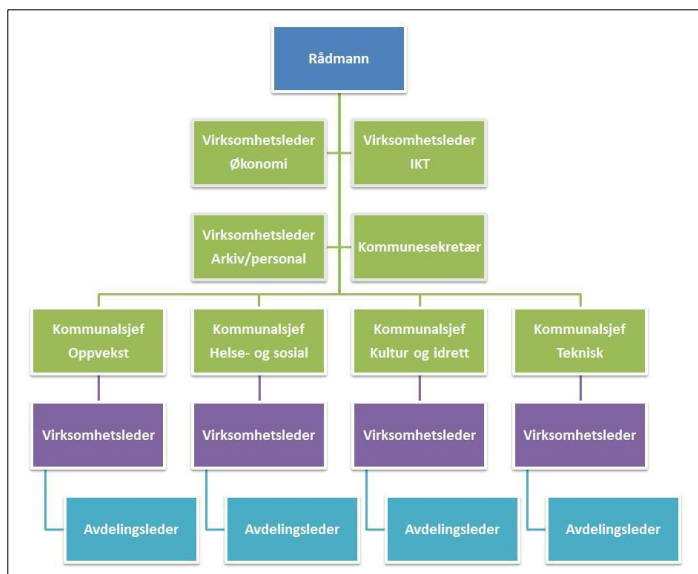 Rådmann
Virksomhetsleder
Økonomi
Virksomhetsleder
IKT
Virksomhetsleder
Arkiv/personal
Kommunesekretær
Kommunalsjef
Oppvekst
Kommunalsjef
Helse- og sosial
Kommunalsjef
Kultur og idrett
Kommunalsjef
Teknisk
Virksomhetsleder
Virksomhetsleder
Virksomhetsleder
Virksomhetsleder
Avdelingsleder
Avdelingsleder
Avdelingsleder
Avdelingsleder